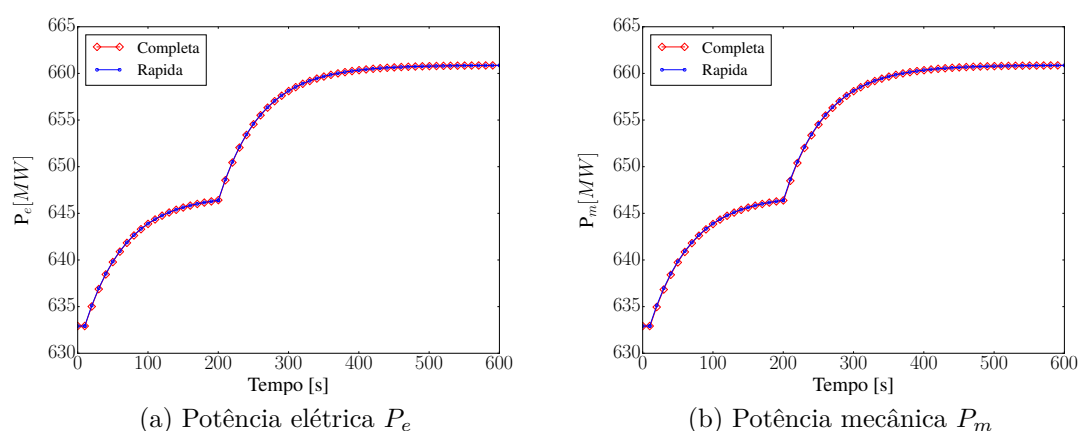 665
660
655
650
645
640
635
630
P_e[MW]
Completa
Rapida
0 100 200 300 400 500 600
Tempo [s]
(a) Potência elétrica P_e
665
660
655
650
645
640
635
630
P_m[MW]
Completa
Rapida
0 100 200 300 400 500 600
Tempo [s]
(b) Potência mecânica P_m